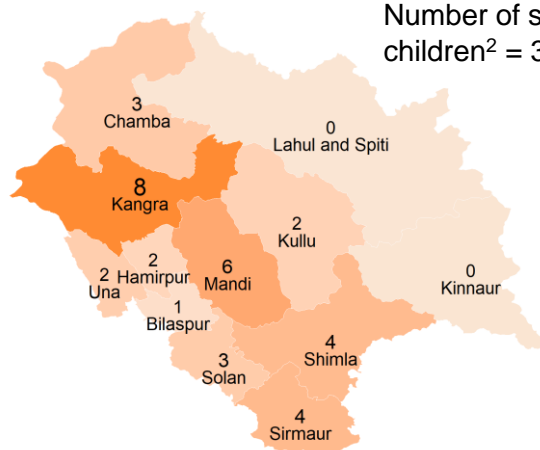 Number of s
children² = 3
3
Chamba
0
Lahul and Spiti
8
Kangra
2
Kullu
2
Hamirpur
2
Una
6
Mandi
0
Kinnaur
1
Bilaspur
4
Shimla
3
Solan
4
Sirmaur